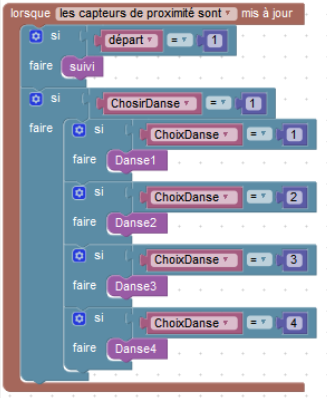 lorsque les capteurs de proximité sont mis à jour
si départ = 1
faire suivi
si ChosirDanse = 1
faire si ChoixDanse = 1
faire Danse1
si ChoixDanse = 2
faire Danse2
si ChoixDanse = 3
faire Danse3
si ChoixDanse = 4
faire Danse4